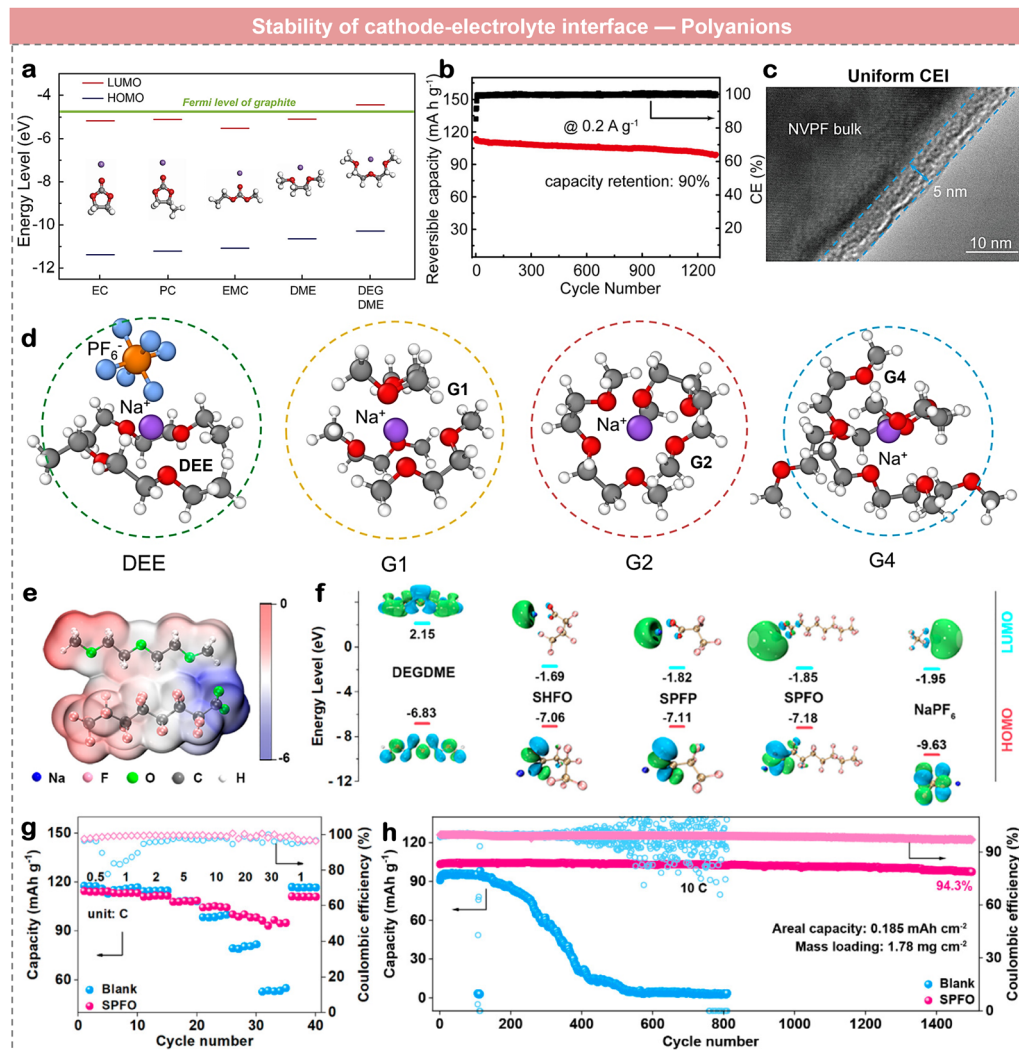 Stability of cathode-electrolyte interface — Polyanions
a
LUMO
HOMO
Fermi level of graphite
Energy Level (eV)
-4
-6
-8
-10
-12
EC
PC
EMC
DME
DEG
DME
b
Reversible capacity (mA h g⁻¹)
150
120
90
60
30
@ 0.2 A g⁻¹
capacity retention: 90%
100
80
60
40
20
CE (%)
0
300
600
900
1200
Cycle Number
c
Uniform CEI
NVPF bulk
5 nm
10 nm
d
PF₆⁻
Na⁺
DEE
G1
Na⁺
Na⁺
G2
G4
Na⁺
DEE
G1
G2
G4
e
0
-6
Na
F
O
C
H
f
Energy Level (eV)
4
0
-4
-8
-12
2.15
DEGDME
-6.83
-1.69
SHFO
-7.06
-1.82
SPFP
-7.11
-1.85
SPFO
-7.18
-1.95
NaPF₆
-9.63
LUMO
HOMO
g
Capacity (mAh g⁻¹)
150
120
90
60
0.5
1
2
5
10
20
30
1
unit: C
Blank
SPFO
100
80
60
40
20
0
Coulombic efficiency (%)
0
10
20
30
40
Cycle number
h
Capacity (mAh g⁻¹)
120
90
60
30
0
10 C
94.3%
Areal capacity: 0.185 mAh cm⁻²
Mass loading: 1.78 mg cm⁻²
Blank
SPFO
90
60
30
0
Coulombic efficiency (%)
0
200
400
600
800
1000
1200
1400
Cycle number